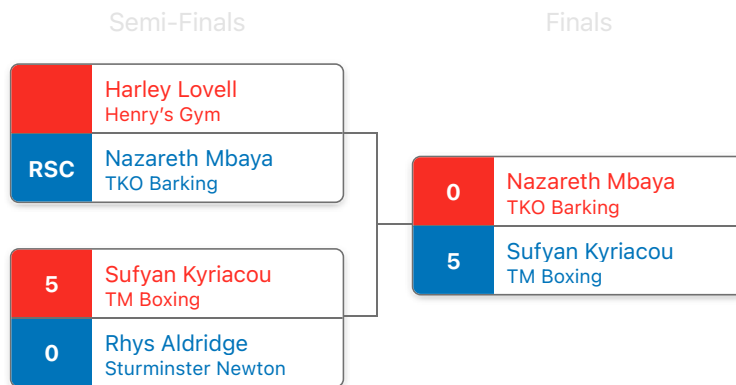 Semi-Finals
Finals
Harley Lovell
Henry's Gym
RSC
Nazareth Mbaya
TKO Barking
5
Sufyan Kyriacou
TM Boxing
0
Rhys Aldridge
Sturminster Newton
0
Nazareth Mbaya
TKO Barking
5
Sufyan Kyriacou
TM Boxing